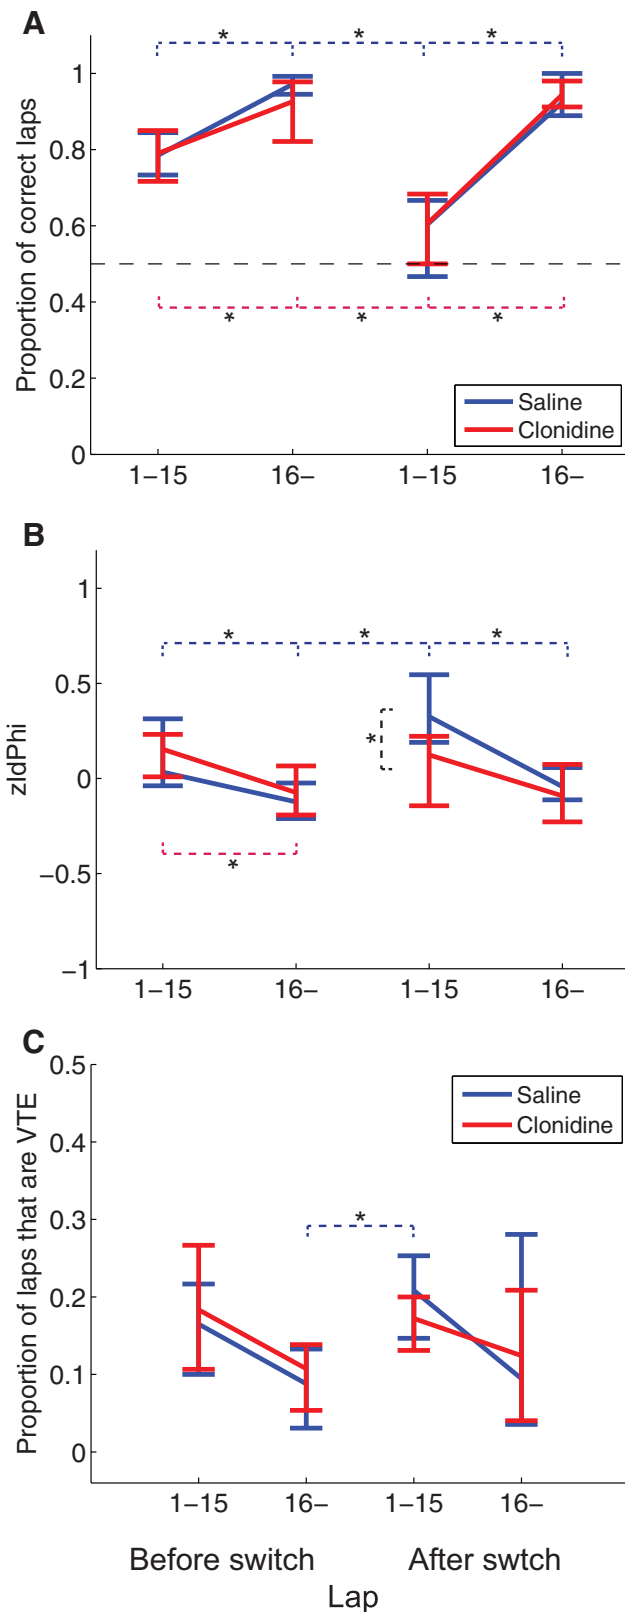 A
Proportion of correct laps
1
0.8
0.6
0.4
0.2
0
* * *
* * *
Saline
Clonidine
1–15 16– 1–15 16–
B
zIdPhi
1
0.5
0
−0.5
−1
* * *
*
*
1–15 16– 1–15 16–
C
Proportion of laps that are VTE
0.5
0.4
0.3
0.2
0.1
0
*
Saline
Clonidine
1–15 16– 1–15 16–
Before switch After swtch
Lap